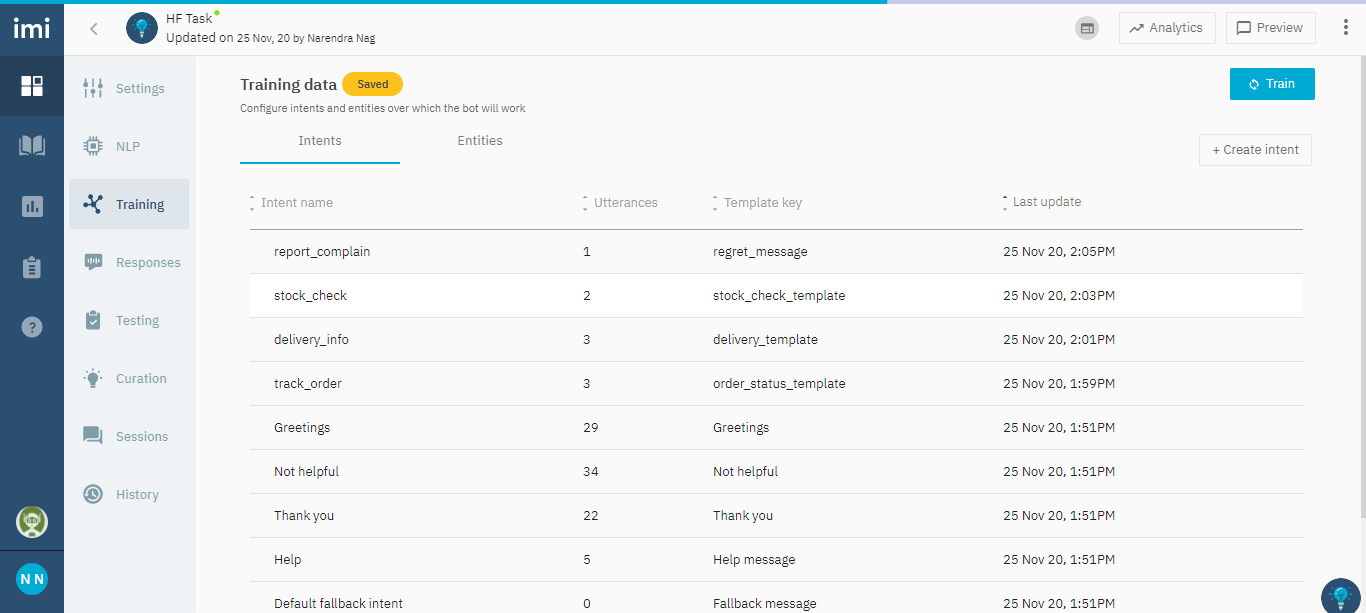 imi
HF Task
Updated on 25 Nov, 20 by Narendra Nag
Analytics
Preview
Settings
NLP
Training
Responses
Testing
Curation
Sessions
History
N N
Training data Saved
Train
Configure intents and entities over which the bot will work
Intents Entities
+ Create intent
Intent name Utterances Template key Last update
report_complain 1 regret_message 25 Nov 20, 2:05PM
stock_check 2 stock_check_template 25 Nov 20, 2:03PM
delivery_info 3 delivery_template 25 Nov 20, 2:01PM
track_order 3 order_status_template 25 Nov 20, 1:59PM
Greetings 29 Greetings 25 Nov 20, 1:51PM
Not helpful 34 Not helpful 25 Nov 20, 1:51PM
Thank you 22 Thank you 25 Nov 20, 1:51PM
Help 5 Help message 25 Nov 20, 1:51PM
Default fallback intent 0 Fallback message 25 Nov 20, 1:51PM